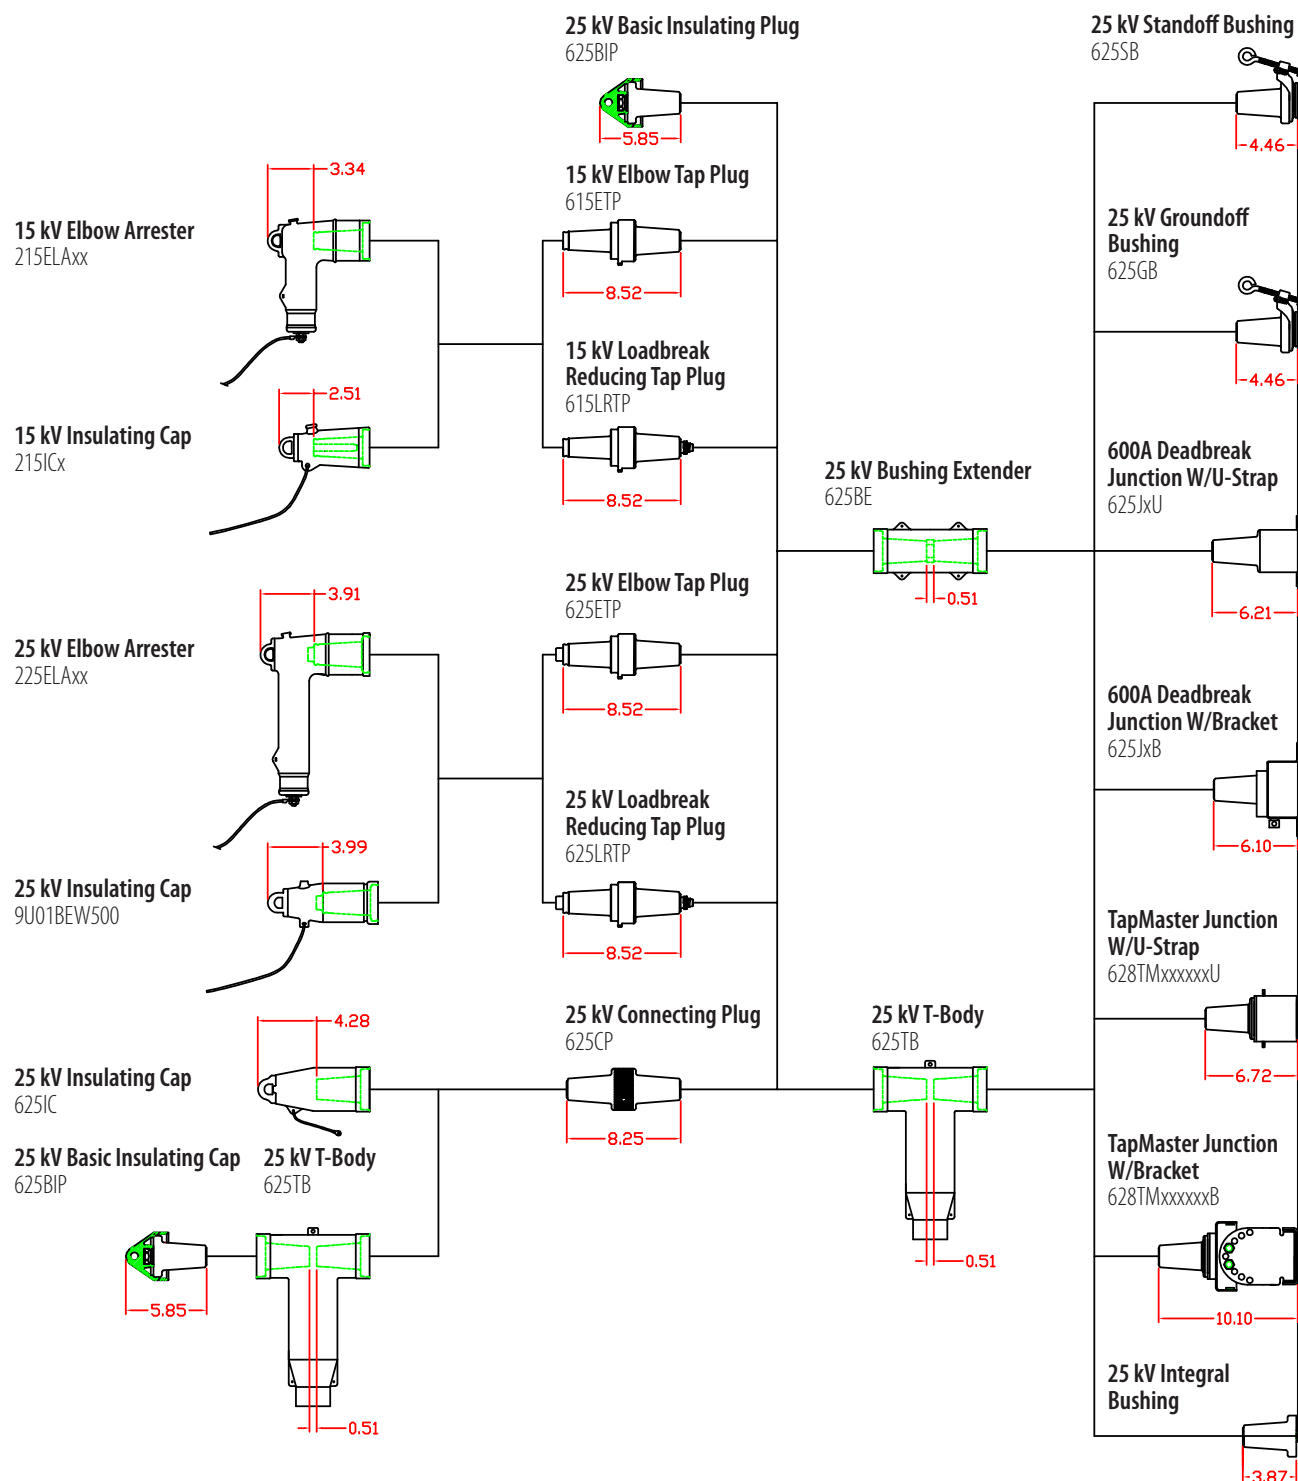 25 kV Basic Insulating Plug
625BIP
5.85
25 kV Standoff Bushing
625SB
4.46
15 kV Elbow Arrester
215ELAxx
3.34
15 kV Elbow Tap Plug
615ETP
8.52
25 kV Groundoff
Bushing
625GB
4.46
15 kV Insulating Cap
215ICx
2.51
15 kV Loadbreak
Reducing Tap Plug
615LRTP
8.52
25 kV Bushing Extender
625BE
0.51
600A Deadbreak
Junction W/U-Strap
625JxU
6.21
25 kV Elbow Arrester
225ELAxx
3.91
25 kV Elbow Tap Plug
625ETP
8.52
600A Deadbreak
Junction W/Bracket
625JxB
6.10
25 kV Insulating Cap
9U01BEW500
3.99
25 kV Loadbreak
Reducing Tap Plug
625LRTP
8.52
TapMaster Junction
W/U-Strap
628TMxxxxxxU
6.72
25 kV Insulating Cap
625IC
4.28
25 kV Connecting Plug
625CP
8.25
25 kV T-Body
625TB
0.51
25 kV Basic Insulating Cap
625BIP
5.85
25 kV T-Body
625TB
0.51
TapMaster Junction
W/Bracket
628TMxxxxxxB
10.10
25 kV Integral
Bushing
3.87